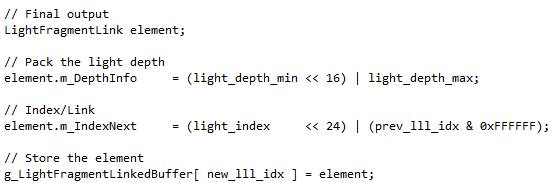 // Final output
LightFragmentLink element;
// Pack the light depth
element.m_DepthInfo     = (light_depth_min << 16) | light_depth_max;
// Index/Link
element.m_IndexNext     = (light_index     << 24) | (prev_lll_idx & 0xFFFFFF);
// Store the element
g_LightFragmentLinkedBuffer[ new_lll_idx ] = element;